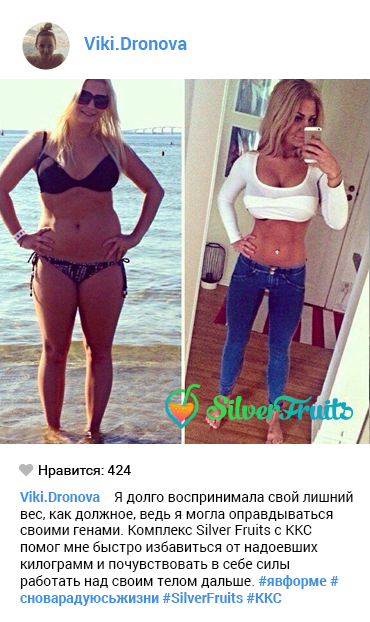 Viki.Dronova
SilverFruits
Нравится: 424
Viki.Dronova Я долго воспринимала свой лишний
вес, как должное, ведь я могла оправдываться
своими генами. Комплекс Silver Fruits с ККС
помог мне быстро избавиться от надоевших
килограмм и почувствовать в себе силы
работать над своим телом дальше. #явформе #
сноварадуюсьжизни #SilverFruits #ККС